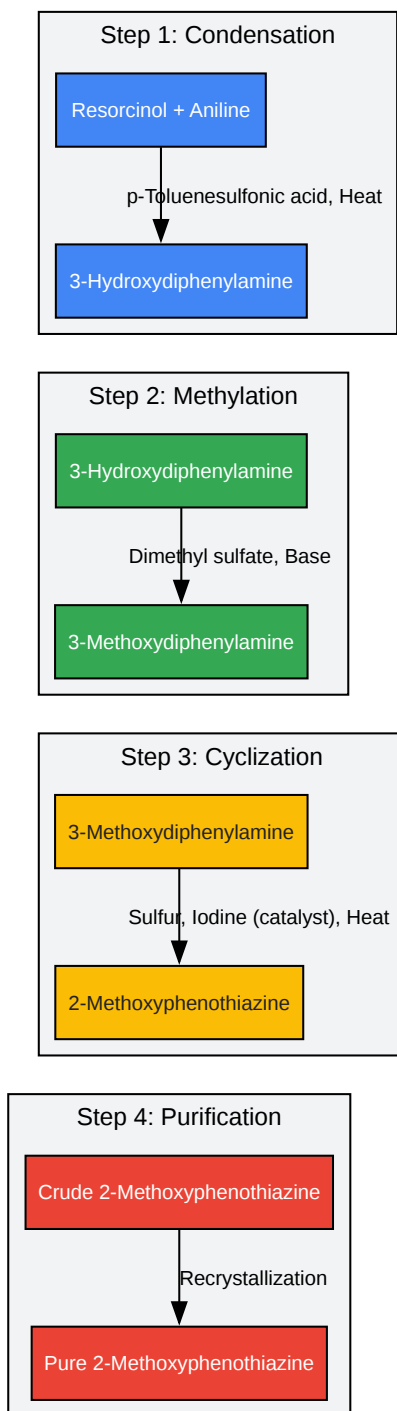 Step 1: Condensation
Resorcinol + Aniline
p-Toluenesulfonic acid, Heat
3-Hydroxydiphenylamine
Step 2: Methylation
3-Hydroxydiphenylamine
Dimethyl sulfate, Base
3-Methoxydiphenylamine
Step 3: Cyclization
3-Methoxydiphenylamine
Sulfur, Iodine (catalyst), Heat
2-Methoxyphenothiazine
Step 4: Purification
Crude 2-Methoxyphenothiazine
Recrystallization
Pure 2-Methoxyphenothiazine